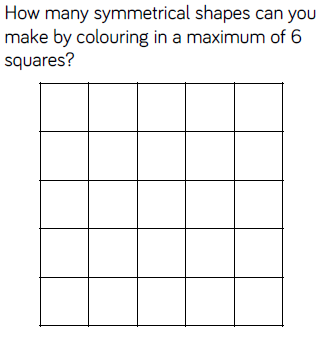 How many symmetrical shapes can you
make by colouring in a maximum of 6
squares?